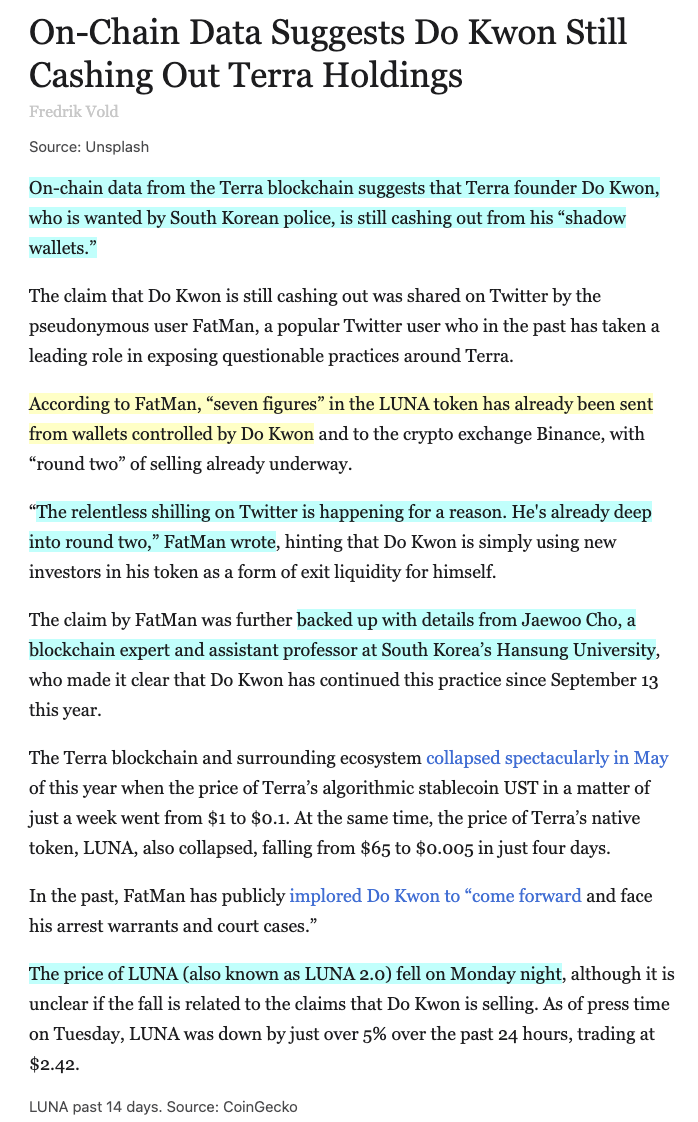 On-Chain Data Suggests Do Kwon Still
Cashing Out Terra Holdings
Fredrik Vold
Source: Unsplash
On-chain data from the Terra blockchain suggests that Terra founder Do Kwon,
who is wanted by South Korean police, is still cashing out from his “shadow
wallets.”
The claim that Do Kwon is still cashing out was shared on Twitter by the
pseudonymous user FatMan, a popular Twitter user who in the past has taken a
leading role in exposing questionable practices around Terra.
According to FatMan, “seven figures” in the LUNA token has already been sent
from wallets controlled by Do Kwon and to the crypto exchange Binance, with
“round two” of selling already underway.
“The relentless shilling on Twitter is happening for a reason. He's already deep
into round two,” FatMan wrote, hinting that Do Kwon is simply using new
investors in his token as a form of exit liquidity for himself.
The claim by FatMan was further backed up with details from Jaewoo Cho, a
blockchain expert and assistant professor at South Korea’s Hansung University,
who made it clear that Do Kwon has continued this practice since September 13
this year.
The Terra blockchain and surrounding ecosystem collapsed spectacularly in May
of this year when the price of Terra’s algorithmic stablecoin UST in a matter of
just a week went from $1 to $0.1. At the same time, the price of Terra’s native
token, LUNA, also collapsed, falling from $65 to $0.005 in just four days.
In the past, FatMan has publicly implored Do Kwon to “come forward and face
his arrest warrants and court cases.”
The price of LUNA (also known as LUNA 2.0) fell on Monday night, although it is
unclear if the fall is related to the claims that Do Kwon is selling. As of press time
on Tuesday, LUNA was down by just over 5% over the past 24 hours, trading at
$2.42.
LUNA past 14 days. Source: CoinGecko